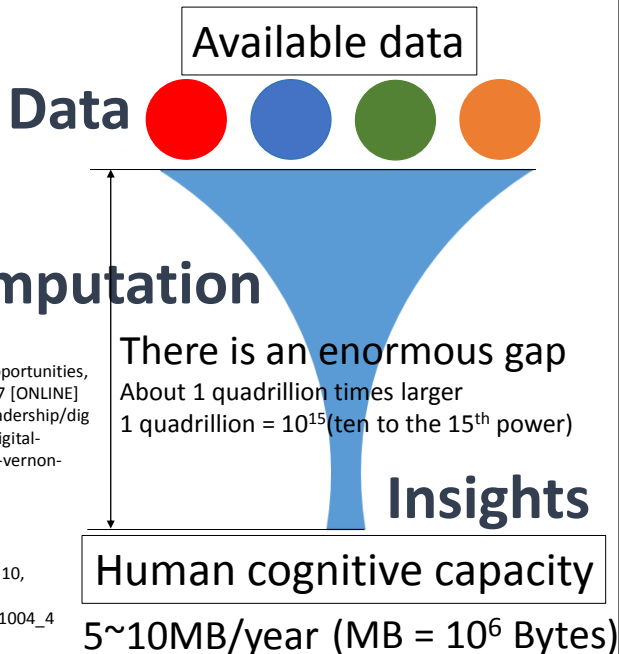 Available data
Data
mputation
There is an enormous gap
pportunities,
About 1 quadrillion times larger
7 [ONLINE]
adership/dig
1 quadrillion = 10¹⁵(ten to the 15ᵗʰ power)
igital-
-vernon-
Insights
10,
Human cognitive capacity
1004_4
5~10MB/year (MB = 10⁶ Bytes)